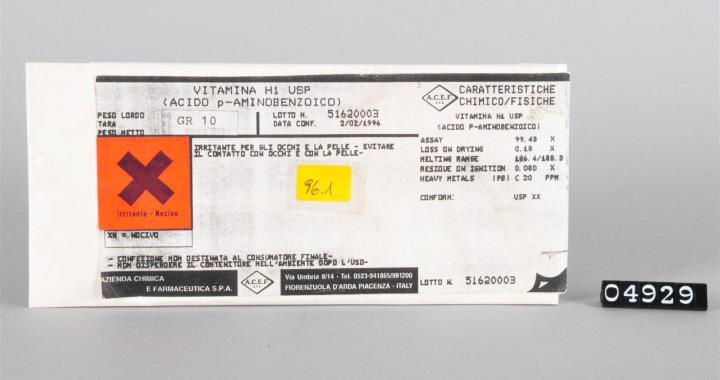 VITAMINA H1 USP
(ACIDO p-AMINOBENZOICO)
PESO LORDO
TARA
PESO NETTO
GR 10
LOTTO N. 51620003
DATA CONF. 2/02/1996
IRRITANTE PER GLI OCCHI E LA PELLE - EVITARE
IL CONTATTO CON OCCHI E CON LA PELLE-
Irritante - Nocivo
XN = NOCIVO
96.1
- CONFEZIONE NON DESTINATA AL CONSUMATORE FINALE-
- NON DISPERDERE IL CONTENITORE NELL'AMBIENTE DOPO L'USO-
AZIENDA CHIMICA
E FARMACEUTICA S.P.A.
A.C.E.F.
S.P.A.
Via Umbria 8/14 - Tel. 0523-941865/981200
FIORENZUOLA D'ARDA PIACENZA - ITALY
A.C.E.F.
S.P.A.
CARATTERISTICHE
CHIMICO/FISICHE
VITAMINA H1 USP
(ACIDO P-AMINOBENZOICO)
ASSAY 99.43 %
LOSS ON DRYING 0.18 %
MELTING RANGE 186.4/188.3
RESIDUE ON IGNITION 0.080 %
HEAVY METALS (PB) C 20 PPM
CONFORM: USP XX
LOTTO N. 51620003
04929